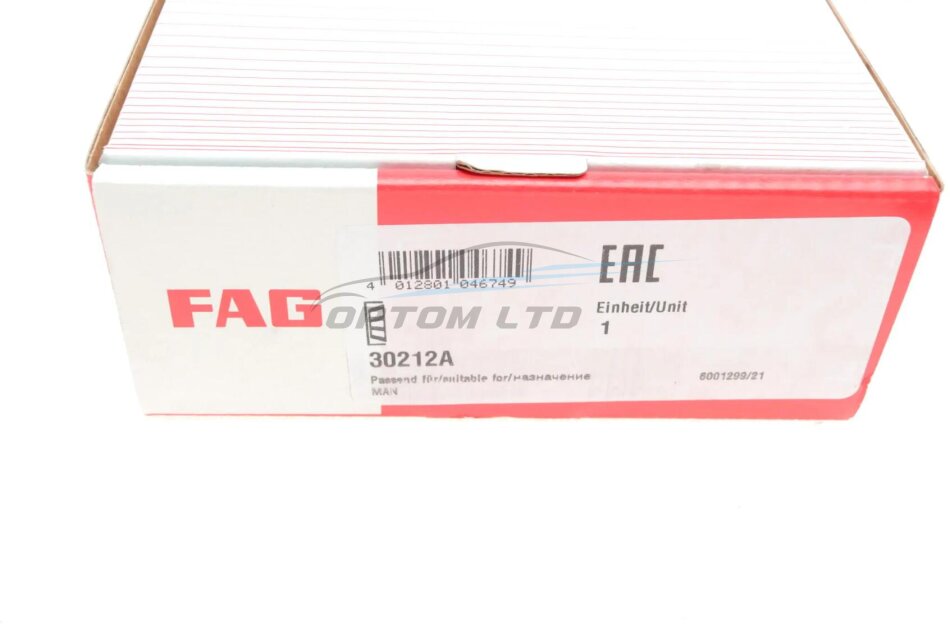 FAG
4 012801 046749
EAC
Einheit/Unit
1
OPTOM LTD
30212A
Passend für/suitable for/назначение
MAN
6001299/21